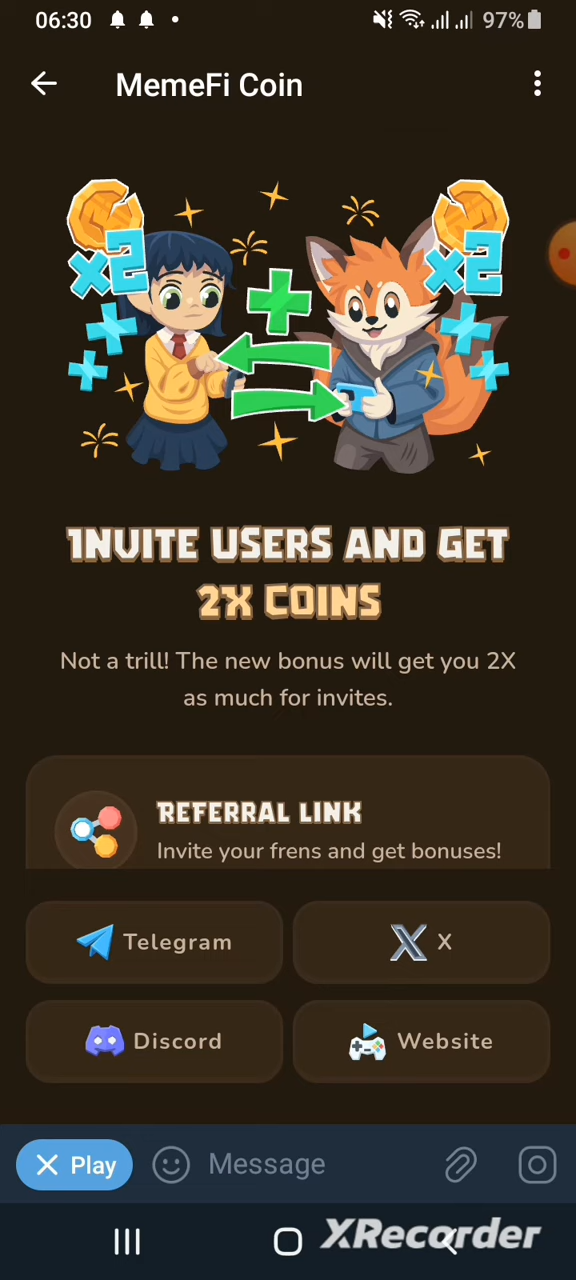 06:30
97%
MemeFi Coin
x2
x2
INVITE USERS AND GET
2X COINS
Not a trill! The new bonus will get you 2X
as much for invites.
REFERRAL LINK
Invite your frens and get bonuses!
Telegram
X
Discord
Website
Play
Message
XRecorder